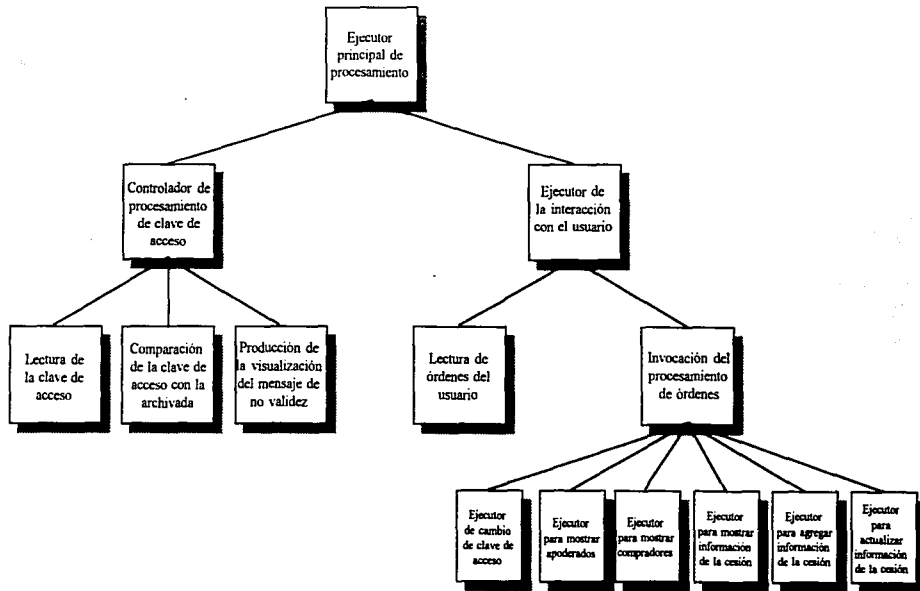 Ejecutor
principal de
procesamiento
Controlador de
procesamiento
de clave de
acceso
Ejecutor de
la interacción
con el usuario
Lectura de
la clave de
acceso
Comparación
de la clave de
acceso con la
archivada
Producción de
la visualización
del mensaje de
no validez
Lectura de
órdenes del
usuario
Invocación del
procesamiento
de órdenes
Ejecutor
de cambio
de clave de
acceso
Ejecutor
para mostrar
apoderados
Ejecutor
para mostrar
compradores
Ejecutor
para mostrar
información
de la cesión
Ejecutor
para agregar
información
de la cesión
Ejecutor
para
actualizar
información
de la cesión